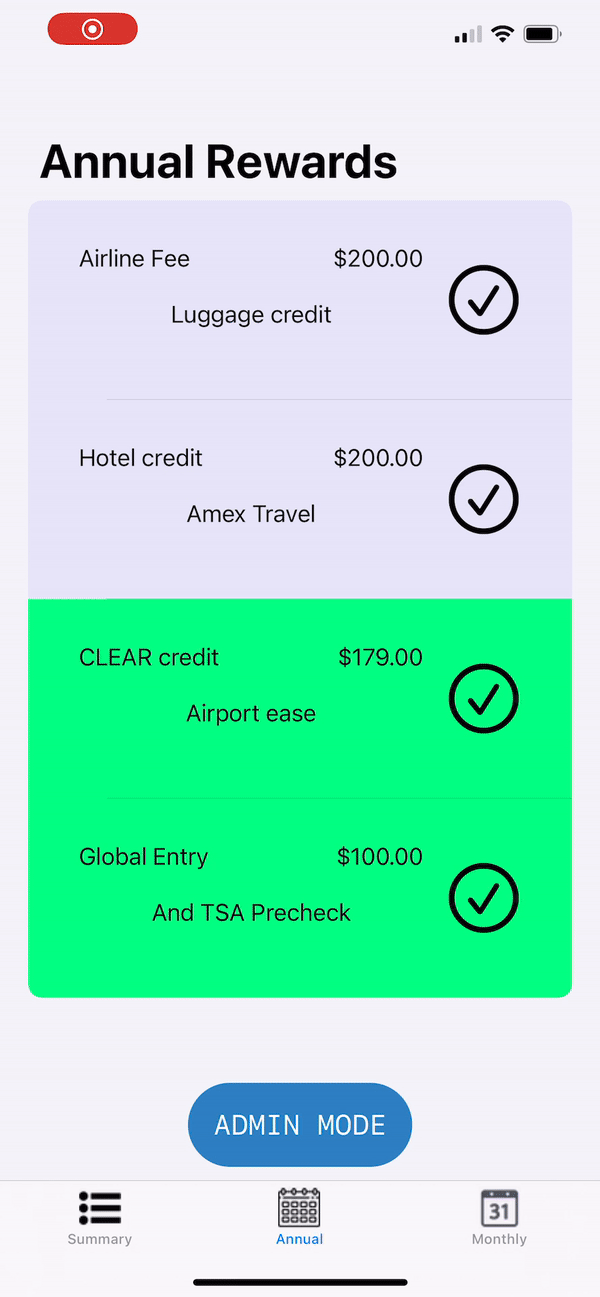 Annual Rewards
Airline Fee $200.00
Luggage credit
Hotel credit $200.00
Amex Travel
CLEAR credit $179.00
Airport ease
Global Entry $100.00
And TSA Precheck
ADMIN MODE
31
Summary Annual Monthly